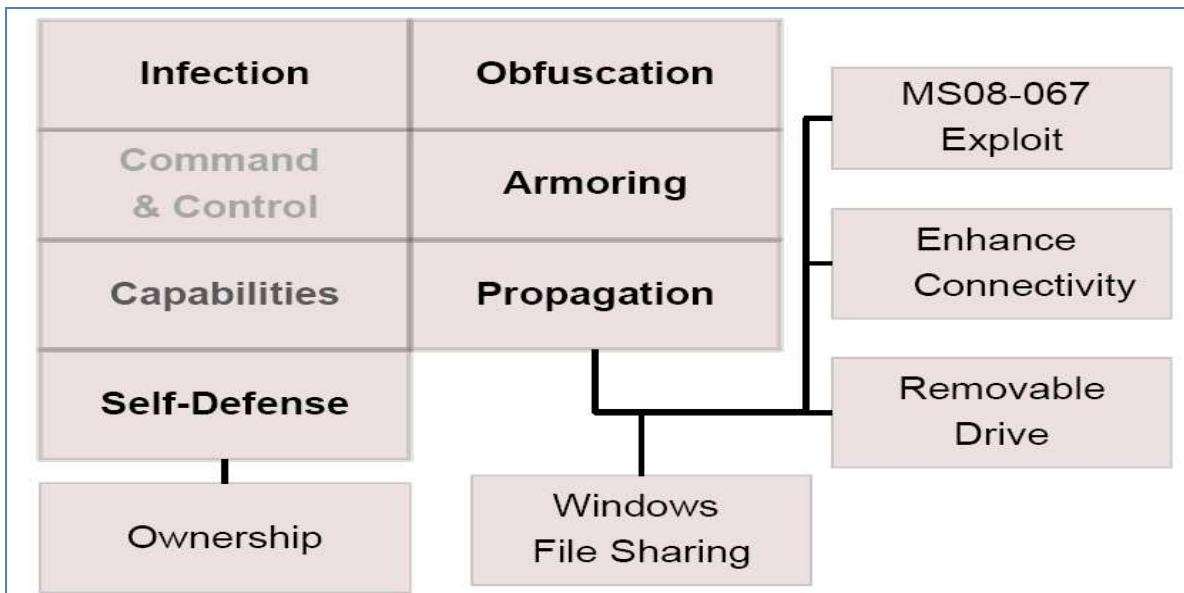 Infection
Obfuscation
MS08-067
Exploit
Command
& Control
Armoring
Enhance
Connectivity
Capabilities
Propagation
Removable
Drive
Self-Defense
Ownership
Windows
File Sharing